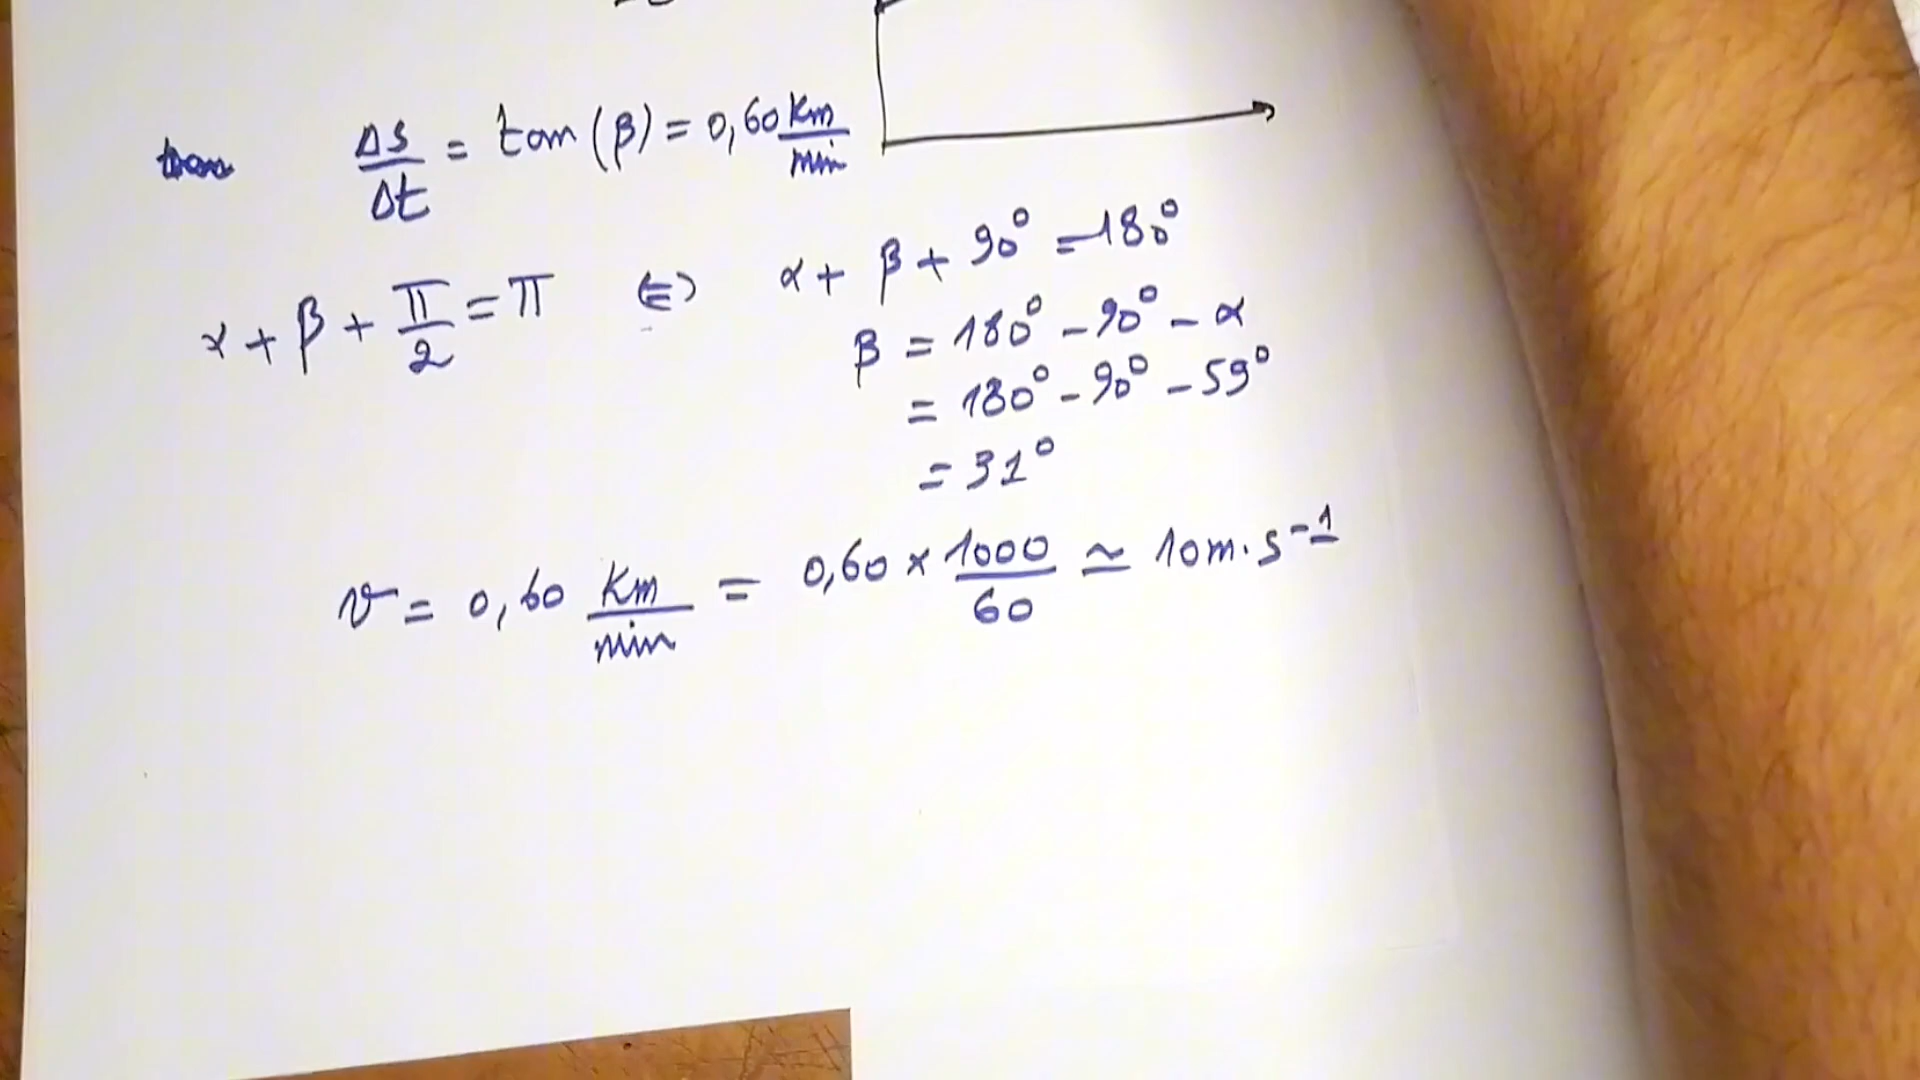 Δs/Δt = tan(β) = 0,60 Km/min
α + β + π/2 = π ⇔ α + β + 90° = 180°
β = 180° - 90° - α
= 180° - 90° - 59°
= 31°
v = 0,60 Km/min = 0,60 × 1000/60 ≃ 10 m·s⁻¹